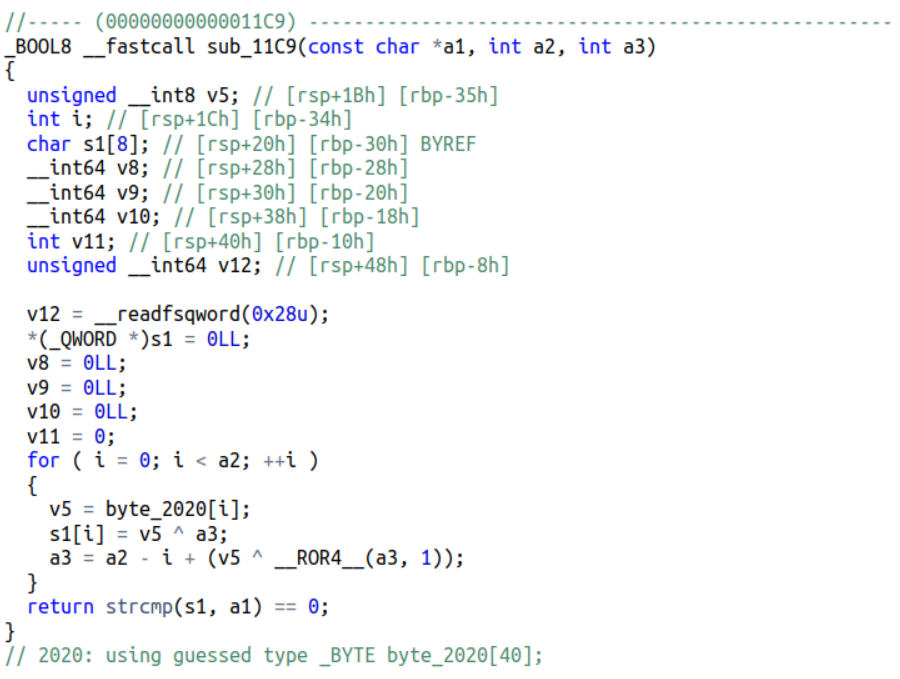 //----- (00000000000011C9) ----------------------------------------------------
_BOOL8 __fastcall sub_11C9(const char *a1, int a2, int a3)
{
  unsigned __int8 v5; // [rsp+1Bh] [rbp-35h]
  int i; // [rsp+1Ch] [rbp-34h]
  char s1[8]; // [rsp+20h] [rbp-30h] BYREF
  __int64 v8; // [rsp+28h] [rbp-28h]
  __int64 v9; // [rsp+30h] [rbp-20h]
  __int64 v10; // [rsp+38h] [rbp-18h]
  int v11; // [rsp+40h] [rbp-10h]
  unsigned __int64 v12; // [rsp+48h] [rbp-8h]

  v12 = __readfsqword(0x28u);
  *(_QWORD *)s1 = 0LL;
  v8 = 0LL;
  v9 = 0LL;
  v10 = 0LL;
  v11 = 0;
  for ( i = 0; i < a2; ++i )
  {
    v5 = byte_2020[i];
    s1[i] = v5 ^ a3;
    a3 = a2 - i + (v5 ^ __ROR4__(a3, 1));
  }
  return strcmp(s1, a1) == 0;
}
// 2020: using guessed type _BYTE byte_2020[40];